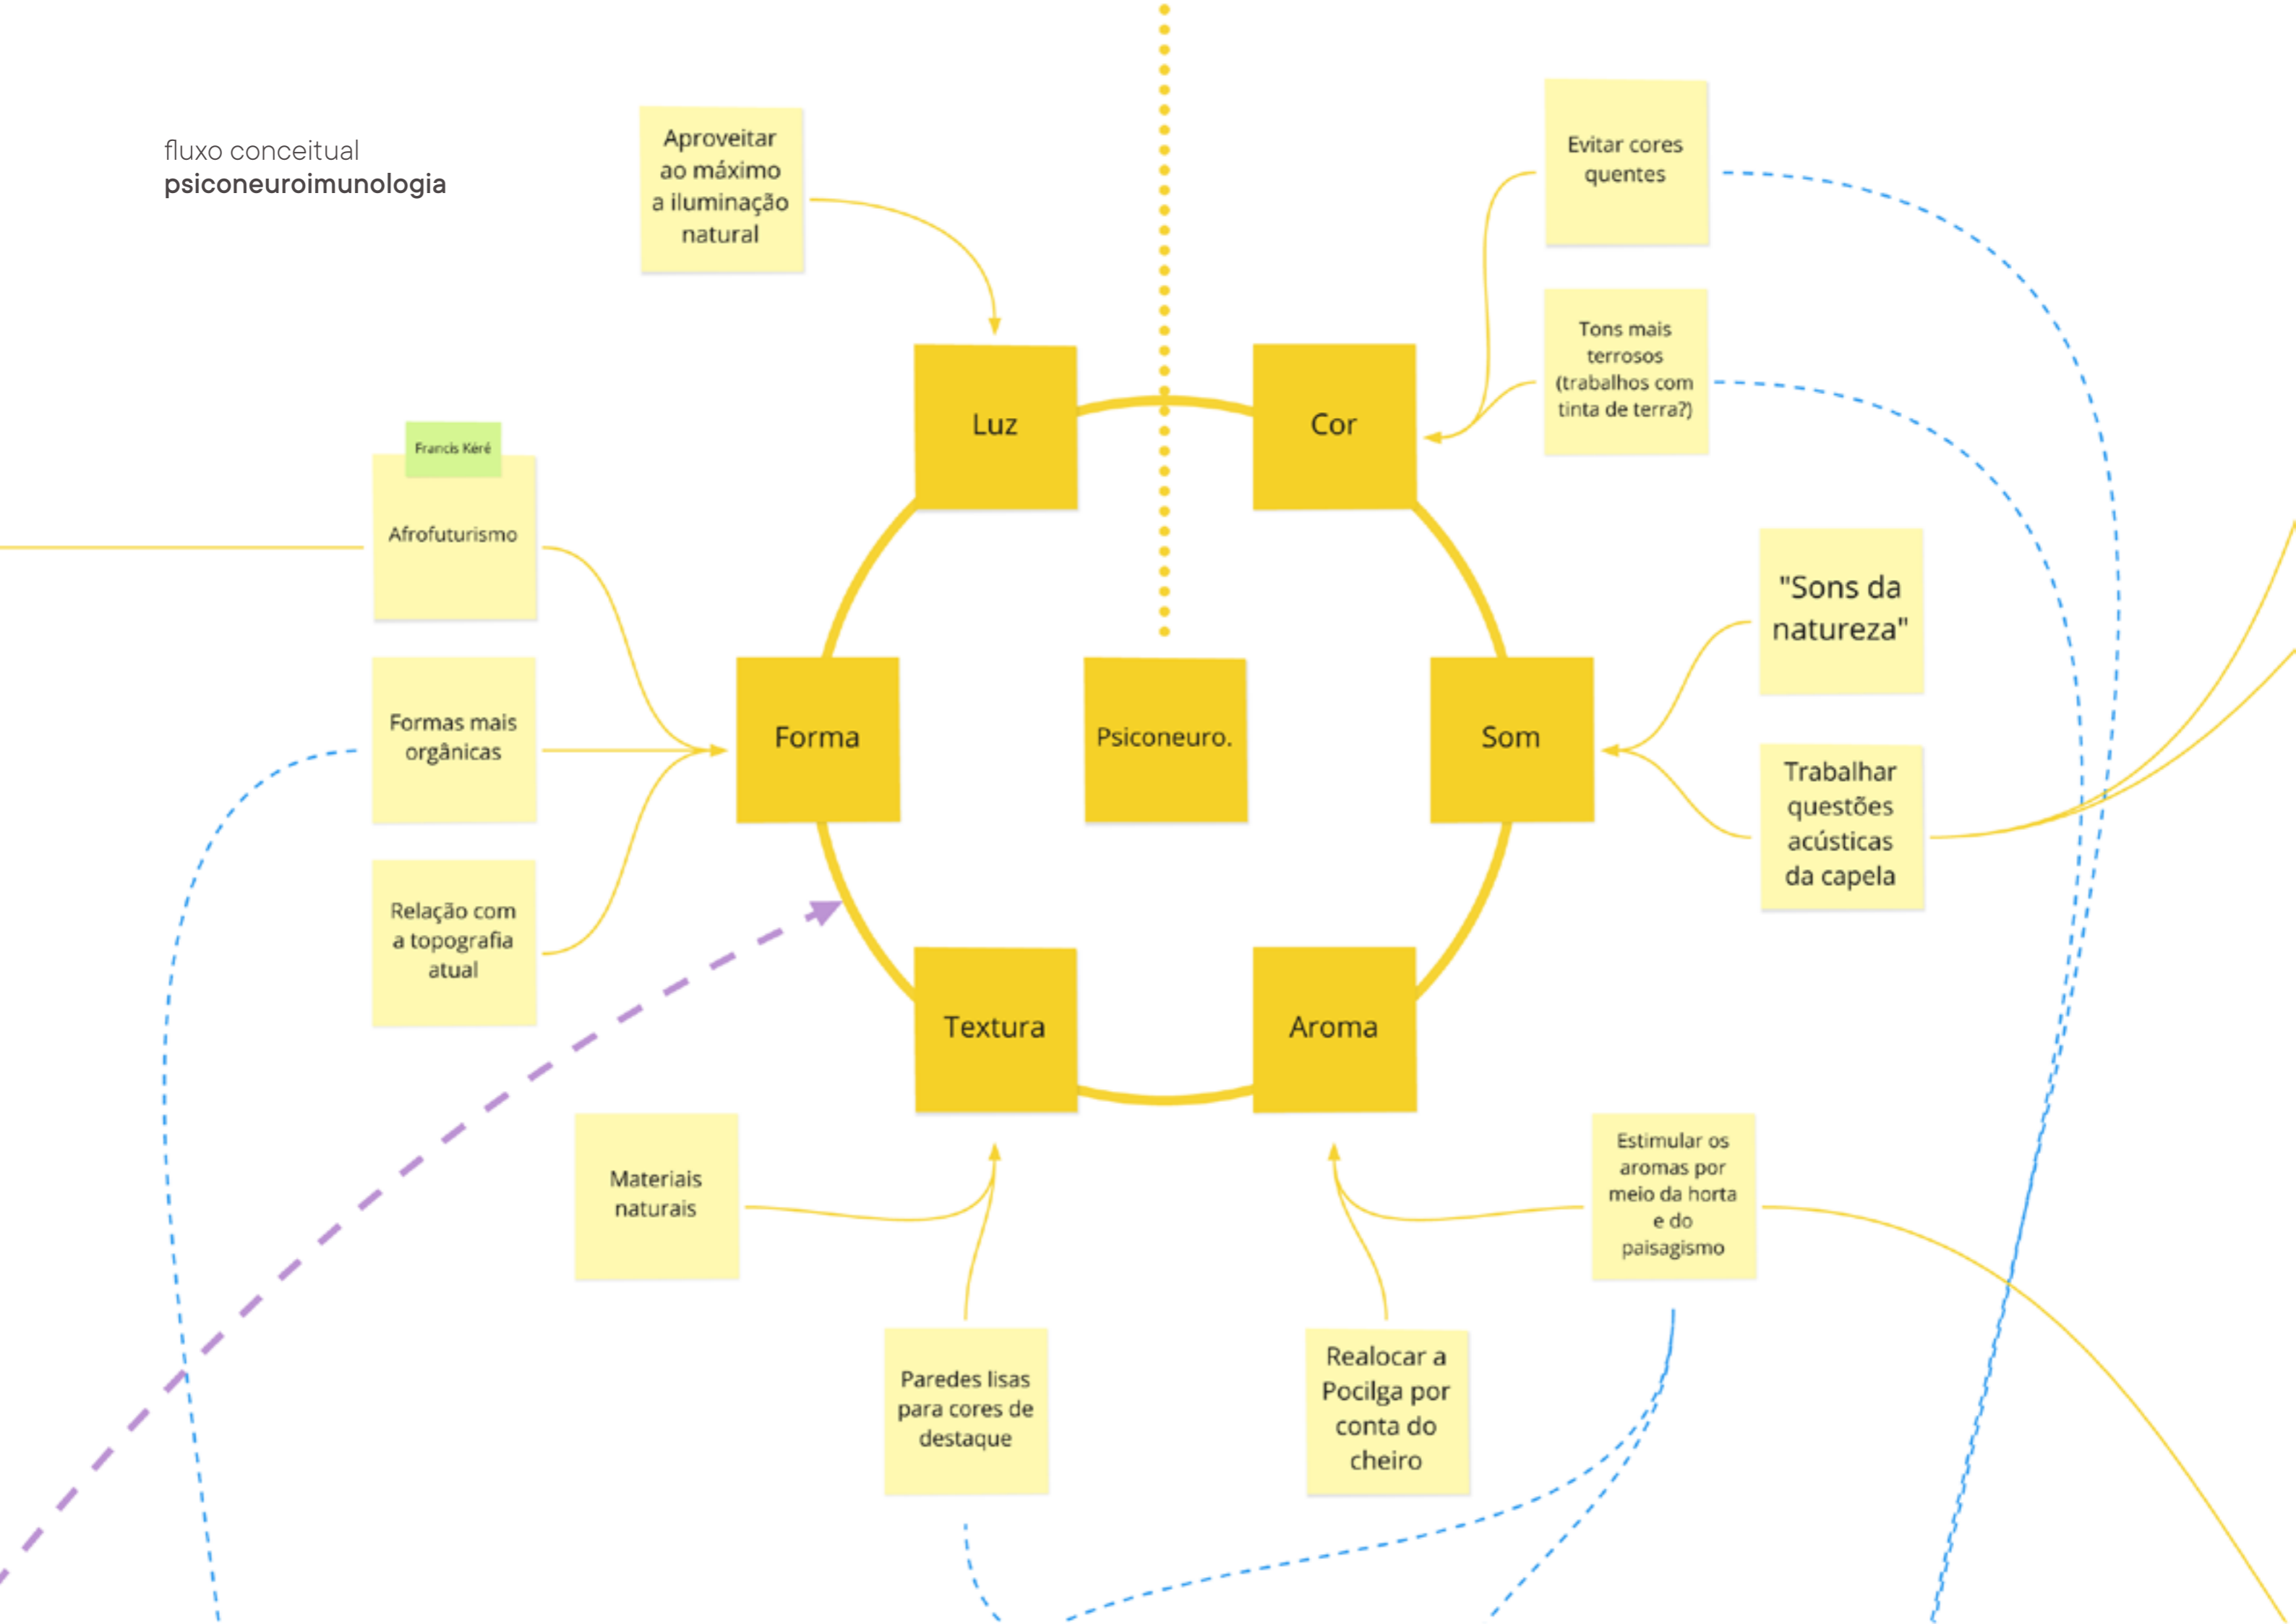 fluxo conceitual
psiconeuroimunologia
Aproveitar
ao máximo
a iluminação
natural
Evitar cores
quentes
Tons mais
terrosos
(trabalhos com
tinta de terra?)
Luz
Cor
Francis Kéré
Afrofuturismo
"Sons da
natureza"
Formas mais
orgânicas
Forma
Psiconeuro.
Som
Trabalhar
questões
acústicas
da capela
Relação com
a topografia
atual
Textura
Aroma
Materiais
naturais
Estimular os
aromas por
meio da horta
e do
paisagismo
Paredes lisas
para cores de
destaque
Realocar a
Pocilga por
conta do
cheiro